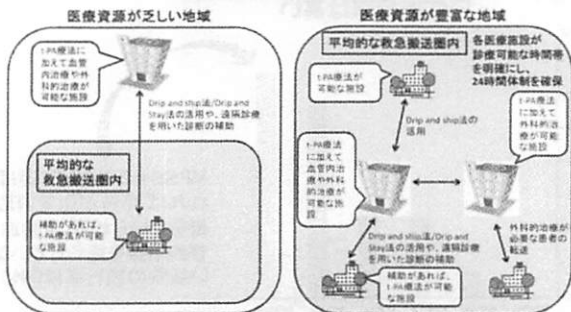 医療資源が乏しい地域
t-PA療法に
加えて血管
内治療や外
科的治療が
可能な施設
Drip and ship法/Drip and
Stay法の活用や、遠隔診療
を用いた診断の補助
平均的な
救急搬送圏内
補助があれば、
t-PA療法が可能
な施設
医療資源が豊富な地域
平均的な救急搬送圏内
各医療施設が
診療可能な時間帯
を明確にし、
24時間体制を確保
t-PA療法が
可能な施設
Drip and ship法の
活用
t-PA療法
に加えて
外科的治
療が可能
な施設
t-PA療法
に加えて
血管内治
療や外科
的治療が
可能な施
設
Drip and ship法/Drip and
Stay法の活用や、遠隔診療
を用いた診断の補助
外科的治療が
必要な患者の
転送
補助があれば、
t-PA療法が可能
な施設